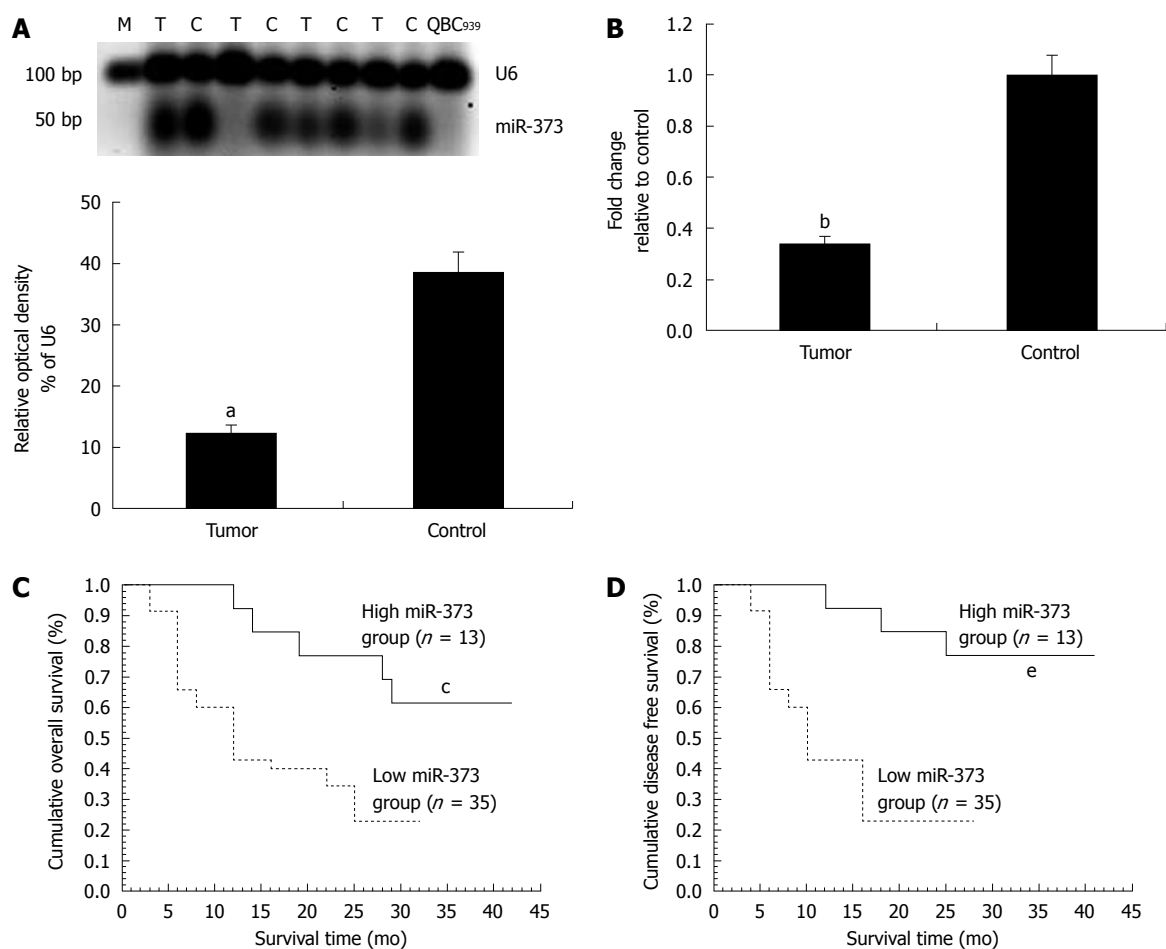 A
M T C T C T C T C QBC939
100 bp
U6
50 bp
miR-373
50
40
30
20
10
0
Relative optical density
% of U6
a
Tumor Control
B
1.2
1.0
0.8
0.6
0.4
0.2
0.0
Fold change
relative to control
b
Tumor Control
C
1.0
0.9
0.8
0.7
0.6
0.5
0.4
0.3
0.2
0.1
0.0
Cumulative overall survival (%)
High miR-373
group (n = 13)
c
Low miR-373
group (n = 35)
0 5 10 15 20 25 30 35 40 45
Survival time (mo)
D
1.0
0.9
0.8
0.7
0.6
0.5
0.4
0.3
0.2
0.1
0.0
Cumulative disease free survival (%)
High miR-373
group (n = 13)
e
Low miR-373
group (n = 35)
0 5 10 15 20 25 30 35 40 45
Survival time (mo)